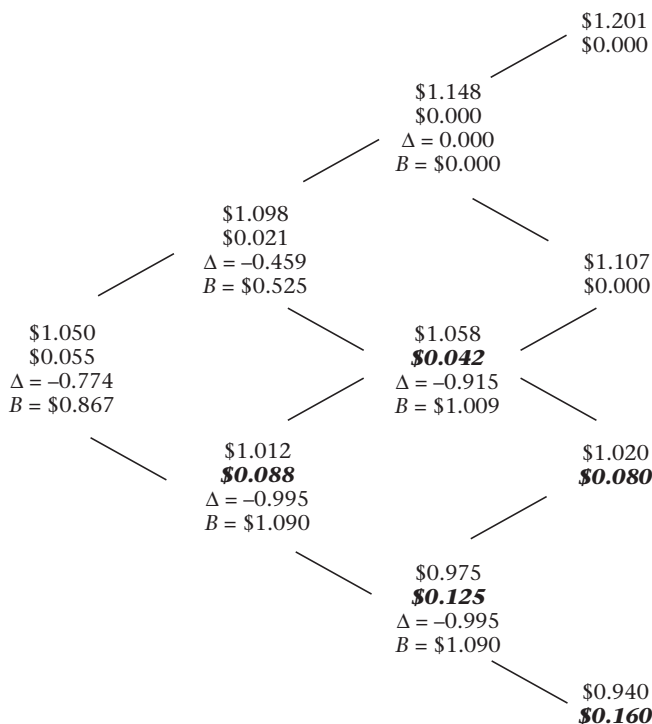 $1.201
$0.000
$1.148
$0.000
Δ = 0.000
B = $0.000
$1.098
$0.021
Δ = –0.459
B = $0.525
$1.107
$0.000
$1.050
$0.055
Δ = –0.774
B = $0.867
$1.058
$0.042
Δ = –0.915
B = $1.009
$1.012
$0.088
Δ = –0.995
B = $1.090
$1.020
$0.080
$0.975
$0.125
Δ = –0.995
B = $1.090
$0.940
$0.160